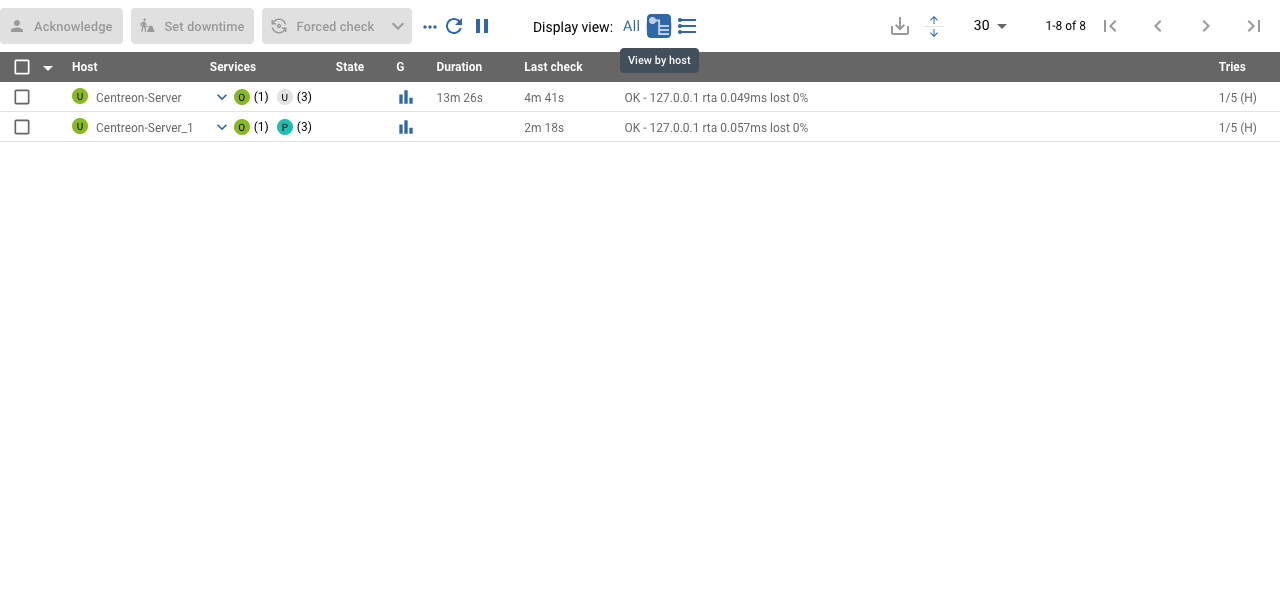 Acknowledge Set downtime Forced check Display view: All 30 1-8 of 8
View by host
Host Services State G Duration Last check Tries
U Centreon-Server O (1) U (3) 13m 26s 4m 41s OK - 127.0.0.1 rta 0.049ms lost 0% 1/5 (H)
U Centreon-Server_1 O (1) P (3) 2m 18s OK - 127.0.0.1 rta 0.057ms lost 0% 1/5 (H)